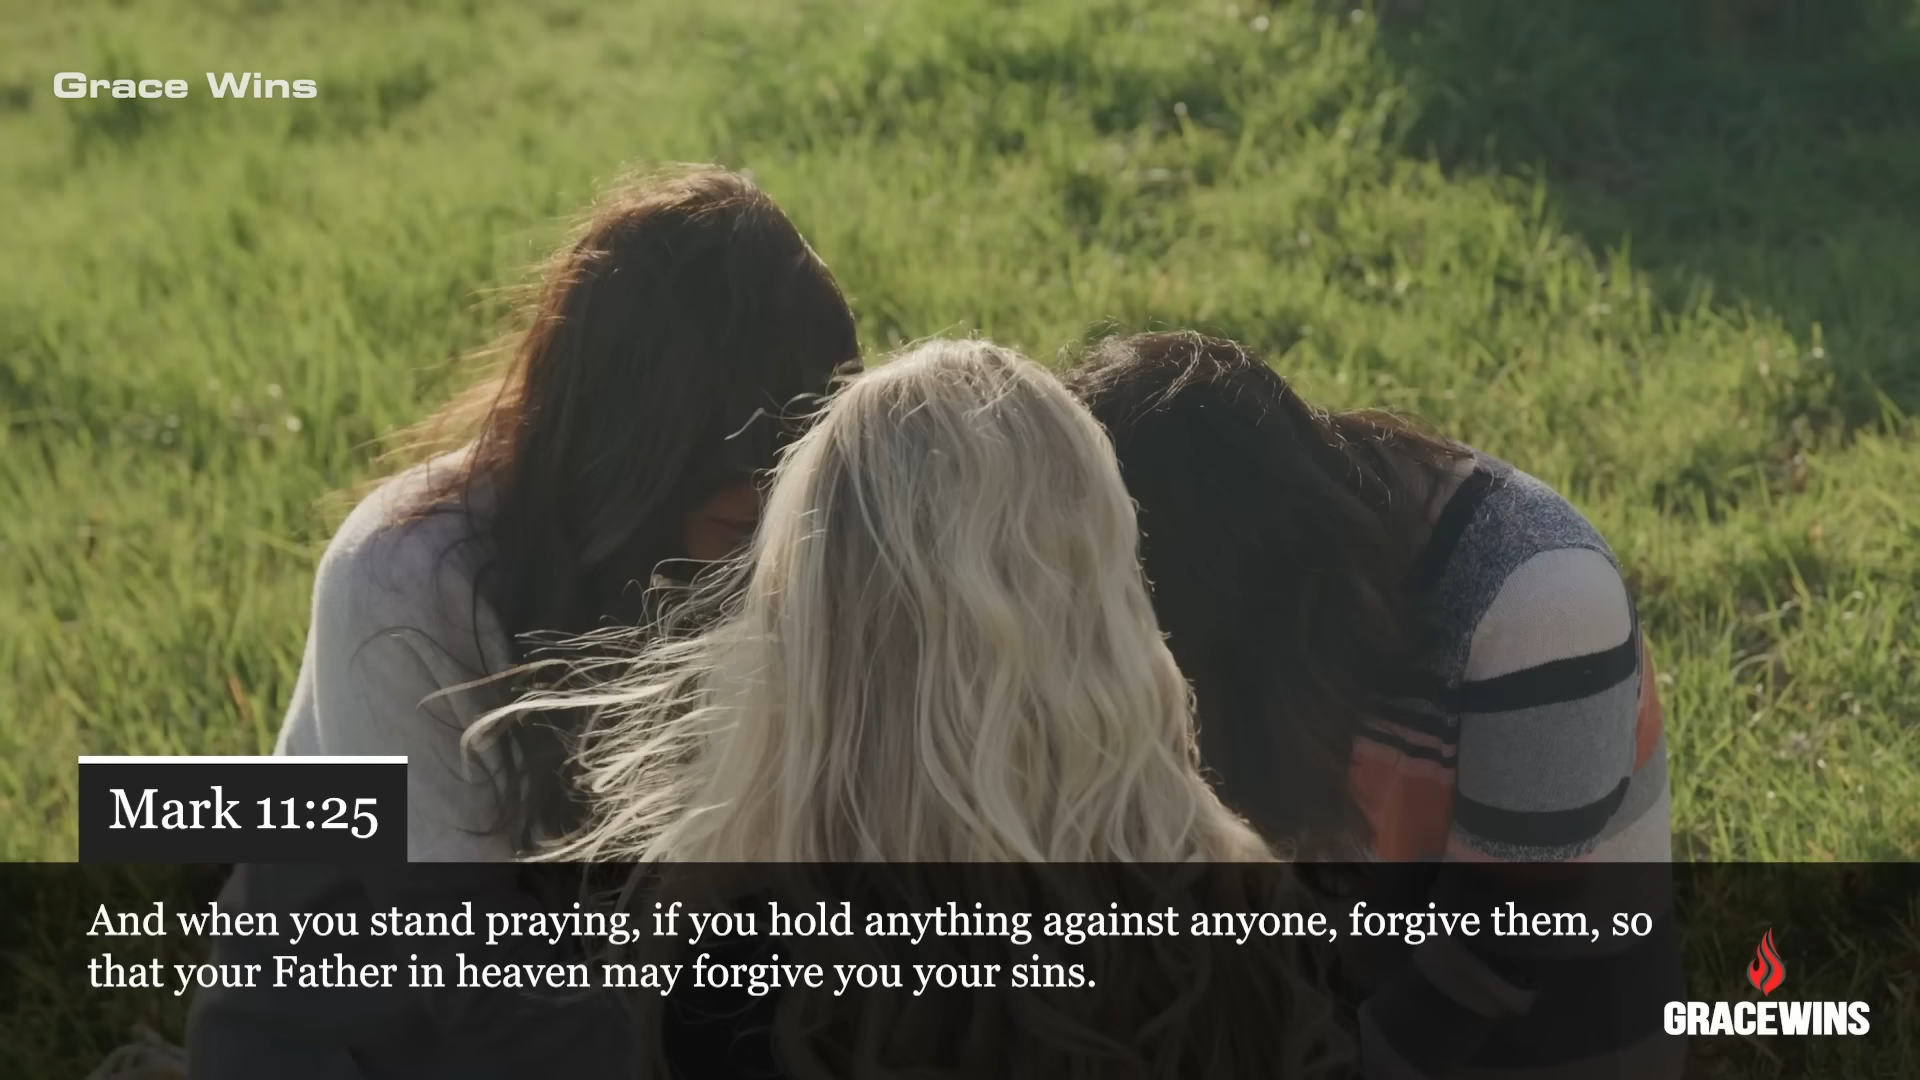 Grace Wins
Mark 11:25
And when you stand praying, if you hold anything against anyone, forgive them, so
that your Father in heaven may forgive you your sins.
GRACEWINS